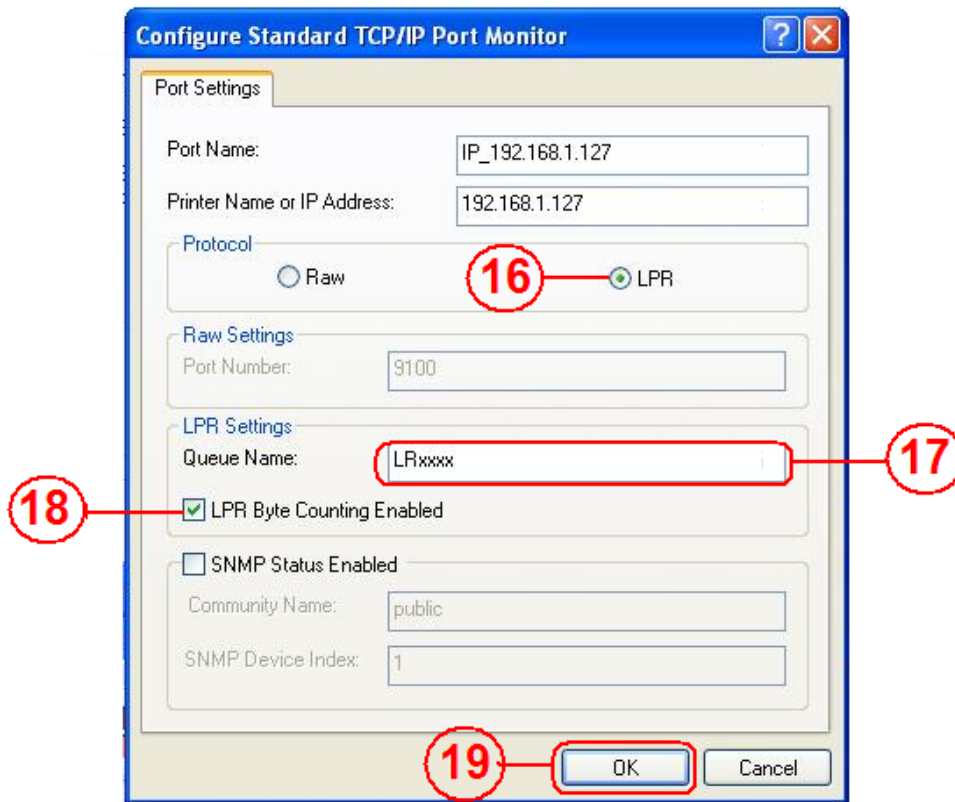 Configure Standard TCP/IP Port Monitor
Port Settings
Port Name: IP_192.168.1.127
Printer Name or IP Address: 192.168.1.127
Protocol
Raw 16 LPR
Raw Settings
Port Number: 9100
LPR Settings
Queue Name: LRxxxx 17
18 LPR Byte Counting Enabled
SNMP Status Enabled
Community Name: public
SNMP Device Index: 1
19 OK Cancel